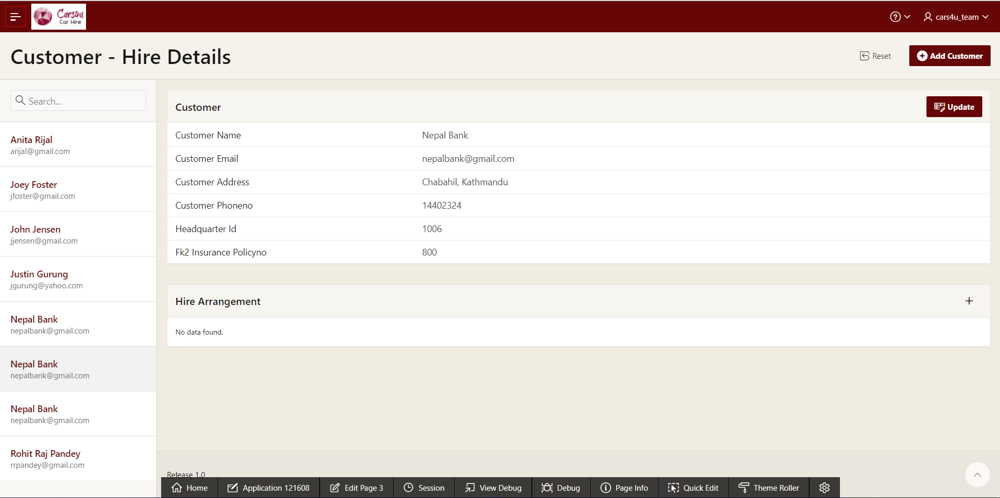 Cars4u
Car Hire
cars4u_team
Customer - Hire Details
Reset
Add Customer
Search...
Anita Rijal
arijal@gmail.com
Joey Foster
jfoster@gmail.com
John Jensen
jjensen@gmail.com
Justin Gurung
jgurung@yahoo.com
Nepal Bank
nepalbank@gmail.com
Nepal Bank
nepalbank@gmail.com
Nepal Bank
nepalbank@gmail.com
Rohit Raj Pandey
rrpandey@gmail.com
Customer
Update
Customer Name Nepal Bank
Customer Email nepalbank@gmail.com
Customer Address Chabahil, Kathmandu
Customer Phoneno 14402324
Headquarter Id 1006
Fk2 Insurance Policyno 800
Hire Arrangement
No data found.
Release 1.0
Home Application 121608 Edit Page 3 Session View Debug Debug Page Info Quick Edit Theme Roller